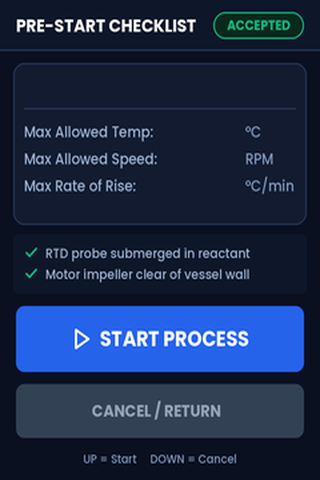 PRE-START CHECKLIST ACCEPTED
Max Allowed Temp: °C
Max Allowed Speed: RPM
Max Rate of Rise: °C/min
RTD probe submerged in reactant
Motor impeller clear of vessel wall
START PROCESS
CANCEL / RETURN
UP = Start DOWN = Cancel